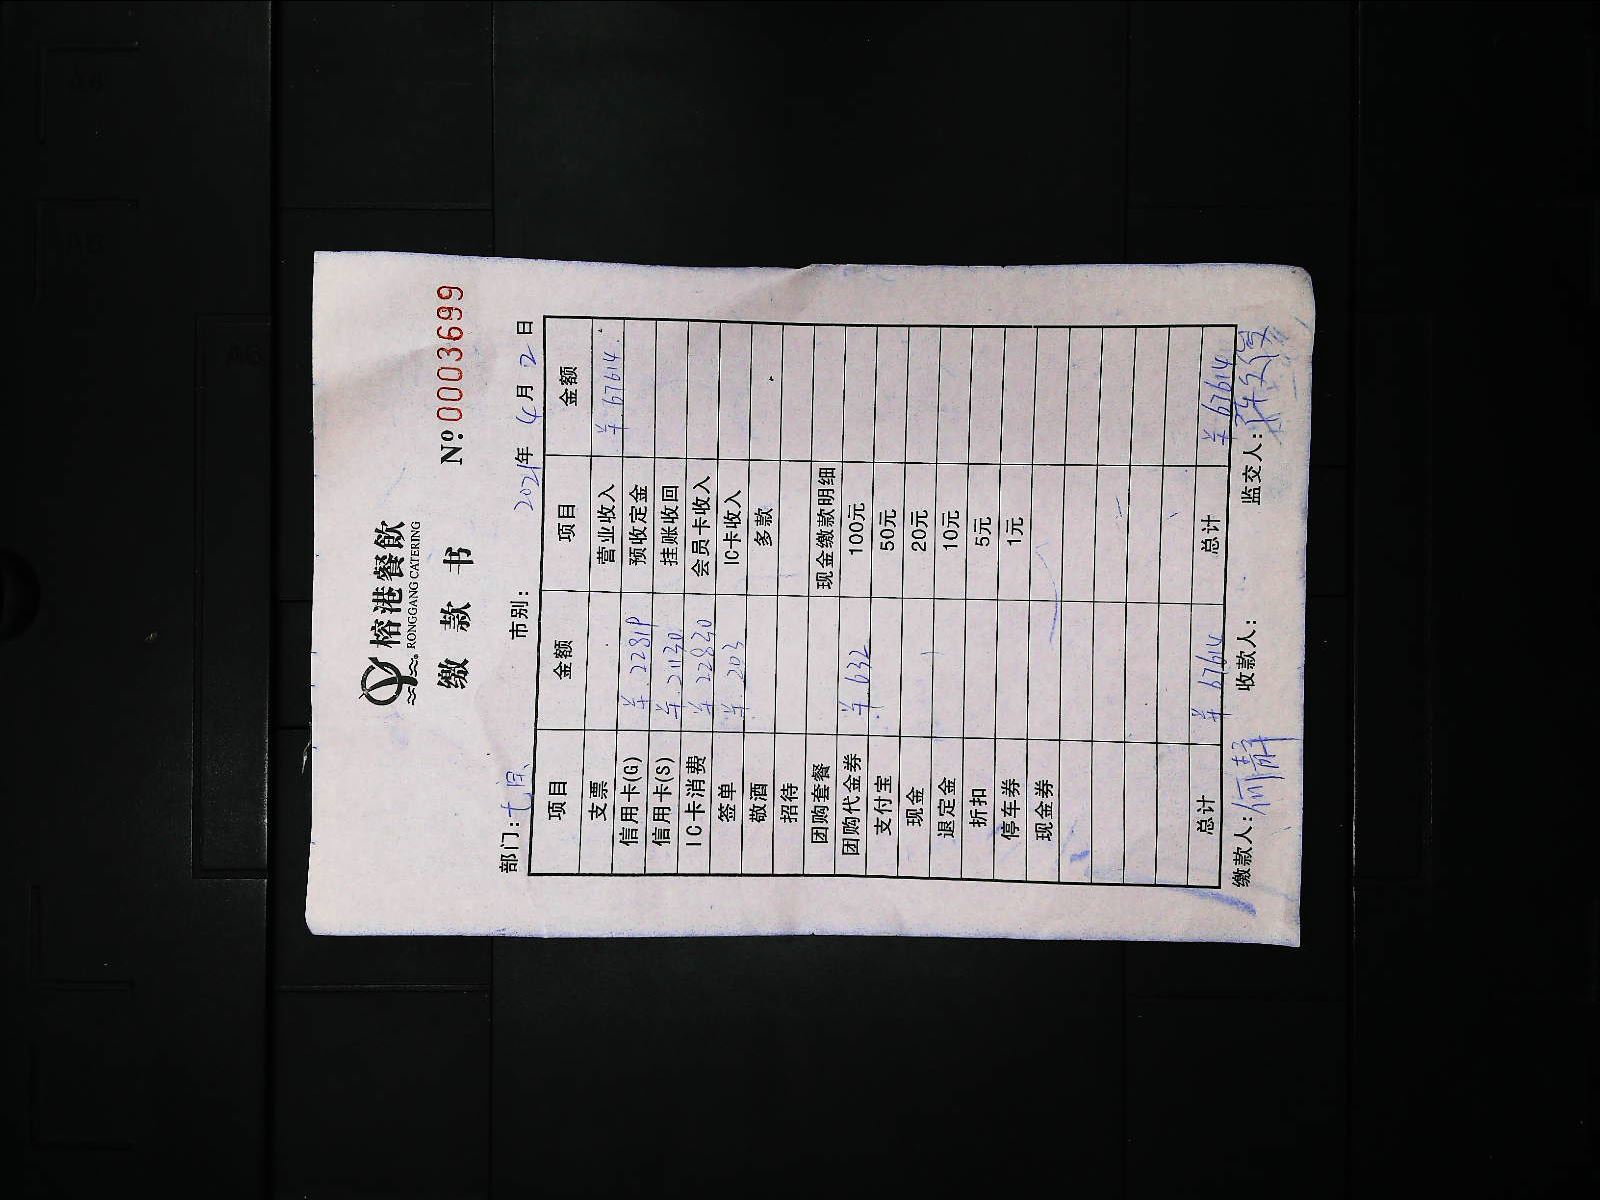 榕港餐飲
RONGGANG CATERING
缴款书 Nº:0003699
部门: 市别: 2021年4月2日
项目 金额 项目 金额
支票 营业收入 ¥67614.
信用卡(G) ¥22819 预收定金
信用卡(S) ¥21130 挂账收回
IC卡消费 ¥22830 会员卡收入
签单 ¥203 IC卡收入
敬酒 多款
招待
团购套餐 现金缴款明细
团购代金券 ¥632 100元
支付宝 50元
现金 20元
退定金 10元
折扣 5元
停车券 1元
现金券
总计 ¥67614 总计 ¥67614
缴款人:何静 收款人: 监交人: